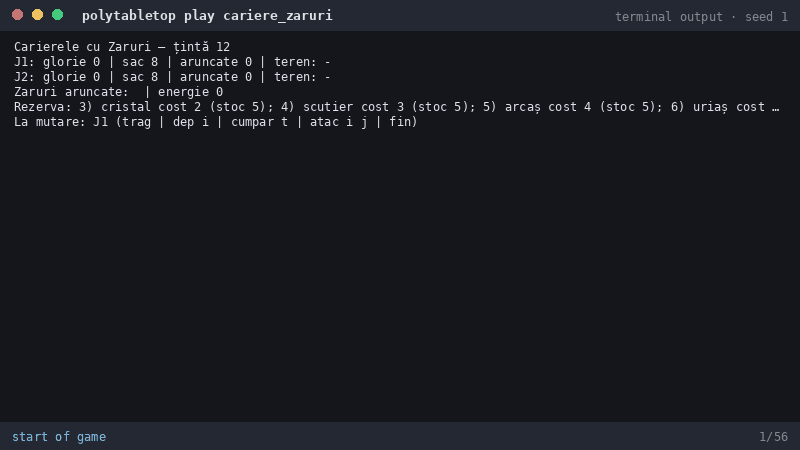 polytabletop play cariere_zaruri
terminal output · seed 1
Carierele cu Zaruri — țintă 12
J1: glorie 0 | sac 8 | aruncate 0 | teren: -
J2: glorie 0 | sac 8 | aruncate 0 | teren: -
Zaruri aruncate:  | energie 0
Rezerva: 3) cristal cost 2 (stoc 5); 4) scutier cost 3 (stoc 5); 5) arcaș cost 4 (stoc 5); 6) uriaș cost …
La mutare: J1 (trag | dep i | cumpar t | atac i j | fin)
start of game
1/56